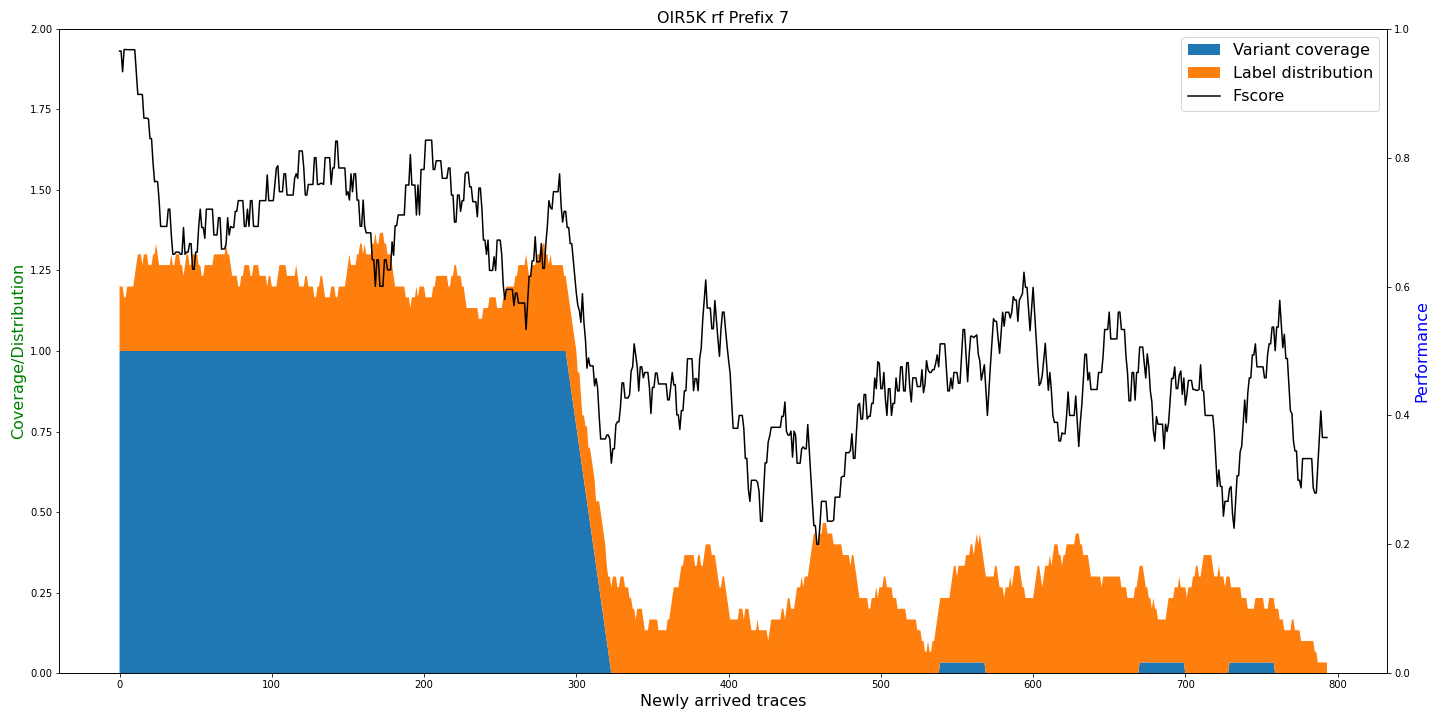 OIR5K rf Prefix 7
Variant coverage
Label distribution
Fscore
Coverage/Distribution
2.00
1.75
1.50
1.25
1.00
0.75
0.50
0.25
0.00
1.0
0.8
0.6
0.4
0.2
0.0
Performance
0 100 200 300 400 500 600 700 800
Newly arrived traces